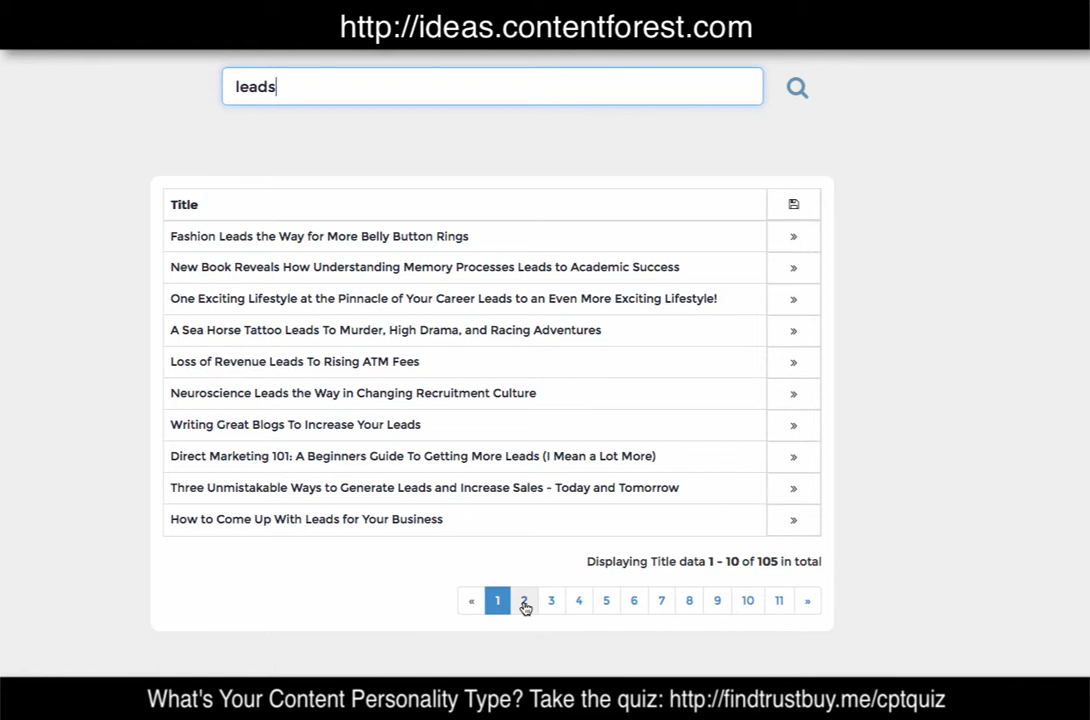 http://ideas.contentforest.com
leads
Title
Fashion Leads the Way for More Belly Button Rings »
New Book Reveals How Understanding Memory Processes Leads to Academic Success »
One Exciting Lifestyle at the Pinnacle of Your Career Leads to an Even More Exciting Lifestyle! »
A Sea Horse Tattoo Leads To Murder, High Drama, and Racing Adventures »
Loss of Revenue Leads To Rising ATM Fees »
Neuroscience Leads the Way in Changing Recruitment Culture »
Writing Great Blogs To Increase Your Leads »
Direct Marketing 101: A Beginners Guide To Getting More Leads (I Mean a Lot More) »
Three Unmistakable Ways to Generate Leads and Increase Sales - Today and Tomorrow »
How to Come Up With Leads for Your Business »
Displaying Title data 1 - 10 of 105 in total
« 1 2 3 4 5 6 7 8 9 10 11 »
What's Your Content Personality Type? Take the quiz: http://findtrustbuy.me/cptquiz